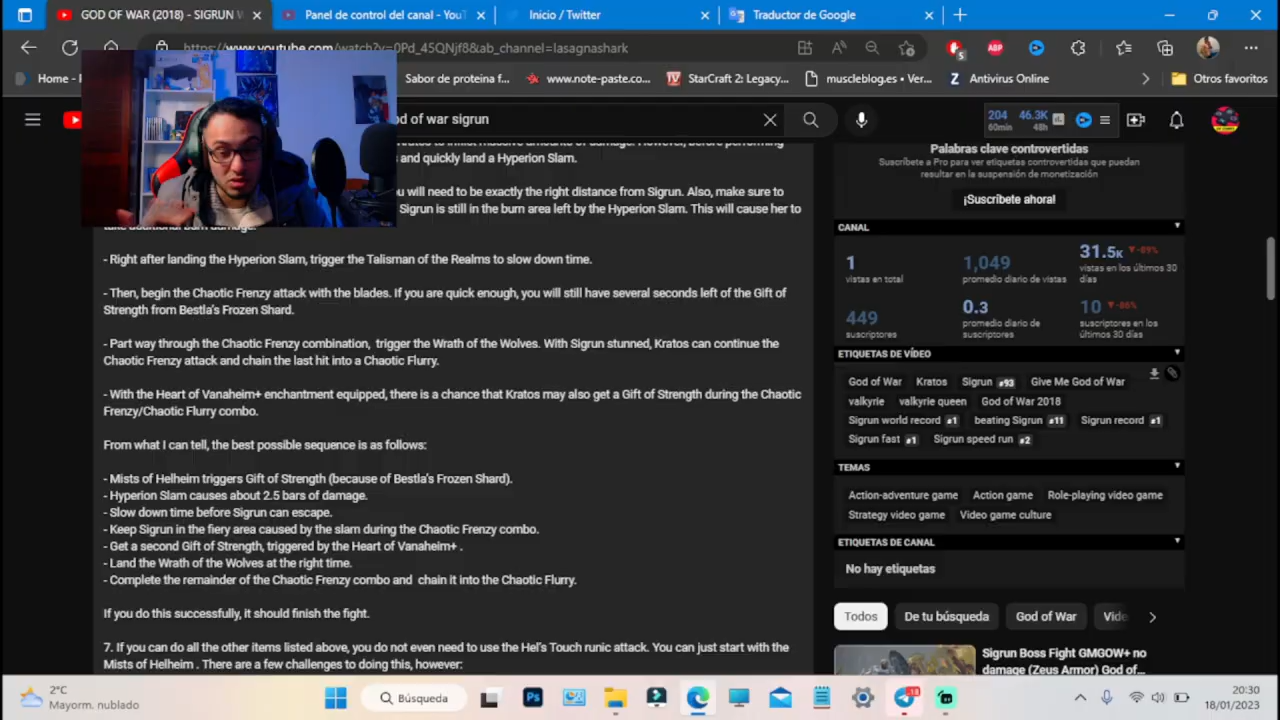 GOD OF WAR (2018) - SIGRUN W
Panel de control del canal - YouT
Inicio / Twitter
Traductor de Google
https://www.youtube.com/watch?v=0Pd_45QNjf8&ab_channel=lasagnashark
Home -
Sabor de proteina f...
www.note-paste.co...
StarCraft 2: Legacy...
muscleblog.es • Ver...
Antivirus Online
Otros favoritos
od of war sigrun
204
60min
46.3K
48h
and quickly land a Hyperion Slam.
u will need to be exactly the right distance from Sigrun. Also, make sure to
Sigrun is still in the burn area left by the Hyperion Slam. This will cause her to
take additional burn damage.
- Right after landing the Hyperion Slam, trigger the Talisman of the Realms to slow down time.
- Then, begin the Chaotic Frenzy attack with the blades. If you are quick enough, you will still have several seconds left of the Gift of
Strength from Bestla's Frozen Shard.
- Part way through the Chaotic Frenzy combination, trigger the Wrath of the Wolves. With Sigrun stunned, Kratos can continue the
Chaotic Frenzy attack and chain the last hit into a Chaotic Flurry.
- With the Heart of Vanaheim+ enchantment equipped, there is a chance that Kratos may also get a Gift of Strength during the Chaotic
Frenzy/Chaotic Flurry combo.
From what I can tell, the best possible sequence is as follows:
- Mists of Helheim triggers Gift of Strength (because of Bestla's Frozen Shard).
- Hyperion Slam causes about 2.5 bars of damage.
- Slow down time before Sigrun can escape.
- Keep Sigrun in the fiery area caused by the slam during the Chaotic Frenzy combo.
- Get a second Gift of Strength, triggered by the Heart of Vanaheim+ .
- Land the Wrath of the Wolves at the right time.
- Complete the remainder of the Chaotic Frenzy combo and chain it into the Chaotic Flurry.
If you do this successfully, it should finish the fight.
7. If you can do all the other items listed above, you do not even need to use the Hel's Touch runic attack. You can just start with the
Mists of Helheim . There are a few challenges to doing this, however:
Palabras clave controvertidas
Suscríbete a Pro para ver etiquetas controvertidas que puedan
resultar en la suspensión de monetización
¡Suscríbete ahora!
CANAL
1
vistas en total
1,049
promedio diario de vistas
31.5K ▼-89%
vistas en los últimos 30
días
449
suscriptores
0.3
promedio diario de
suscriptores
10 ▼-86%
suscriptores en los
últimos 30 días
ETIQUETAS DE VÍDEO
God of War Kratos Sigrun #93 Give Me God of War
valkyrie valkyrie queen God of War 2018
Sigrun world record #1 beating Sigrun #11 Sigrun record #1
Sigrun fast #1 Sigrun speed run #2
TEMAS
Action-adventure game Action game Role-playing video game
Strategy video game Video game culture
ETIQUETAS DE CANAL
No hay etiquetas
Todos De tu búsqueda God of War Vide
Sigrun Boss Fight GMGOW+ no
damage (Zeus Armor) God of...
2°C
Mayorm. nublado
Búsqueda
20:30
18/01/2023